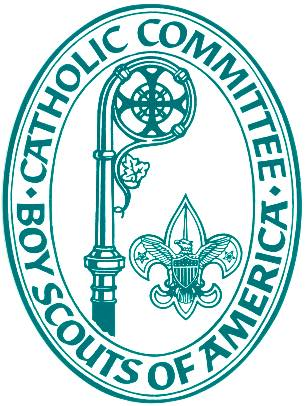 · CATHOLIC COMMITTEE ·
BOY SCOUTS OF AMERICA